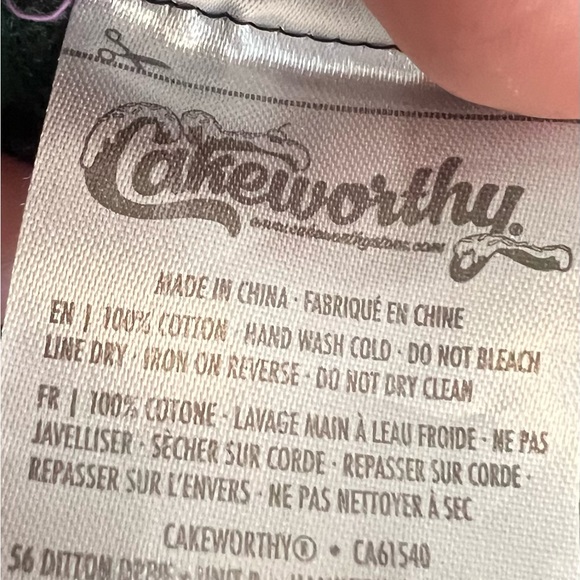 Cakeworthy.
www.cakeworthystore.com
MADE IN CHINA · FABRIQUÉ EN CHINE
EN | 100% COTTON · HAND WASH COLD · DO NOT BLEACH
LINE DRY · IRON ON REVERSE · DO NOT DRY CLEAN
FR | 100% COTONE · LAVAGE MAIN À LEAU FROIDE · NE PAS
JAVELLISER · SÈCHER SUR CORDE · REPASSER SUR CORDE ·
REPASSER SUR L'ENVERS · NE PAS NETTOYER À SEC
CAKEWORTHY® • CA61540
56 DITTON